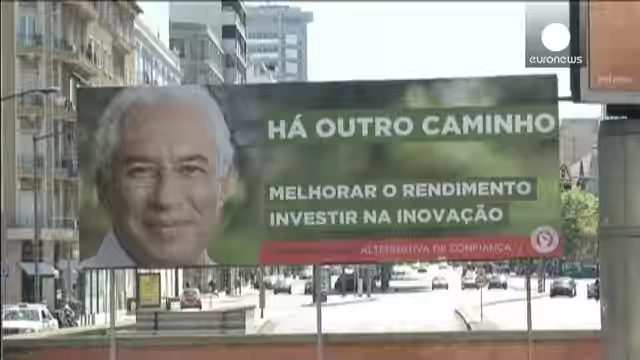 euronews
HÁ OUTRO CAMINHO
MELHORAR O RENDIMENTO
INVESTIR NA INOVAÇÃO
ALTERNATIVA DE CONFIANÇA